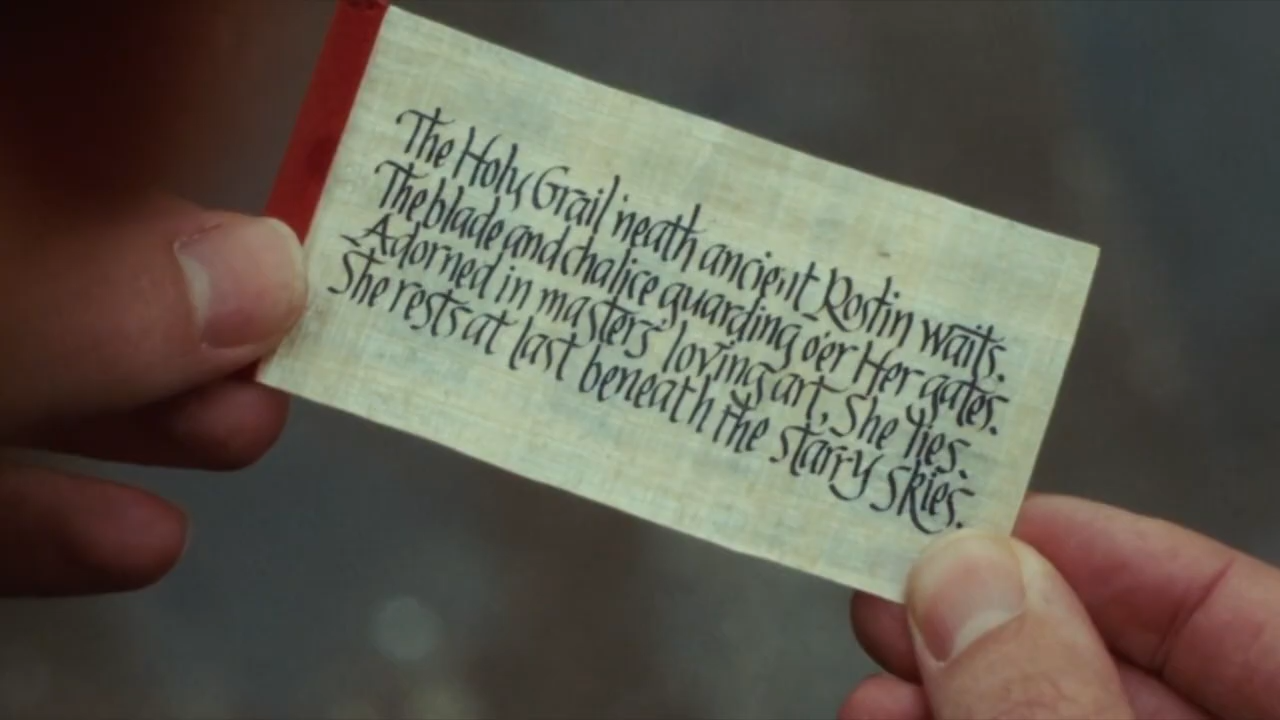 The Holy Grail 'neath ancient Roslin waits.
The blade and chalice guarding o'er Her gates.
Adorned in masters' loving art, She lies.
She rests at last beneath the starry skies.